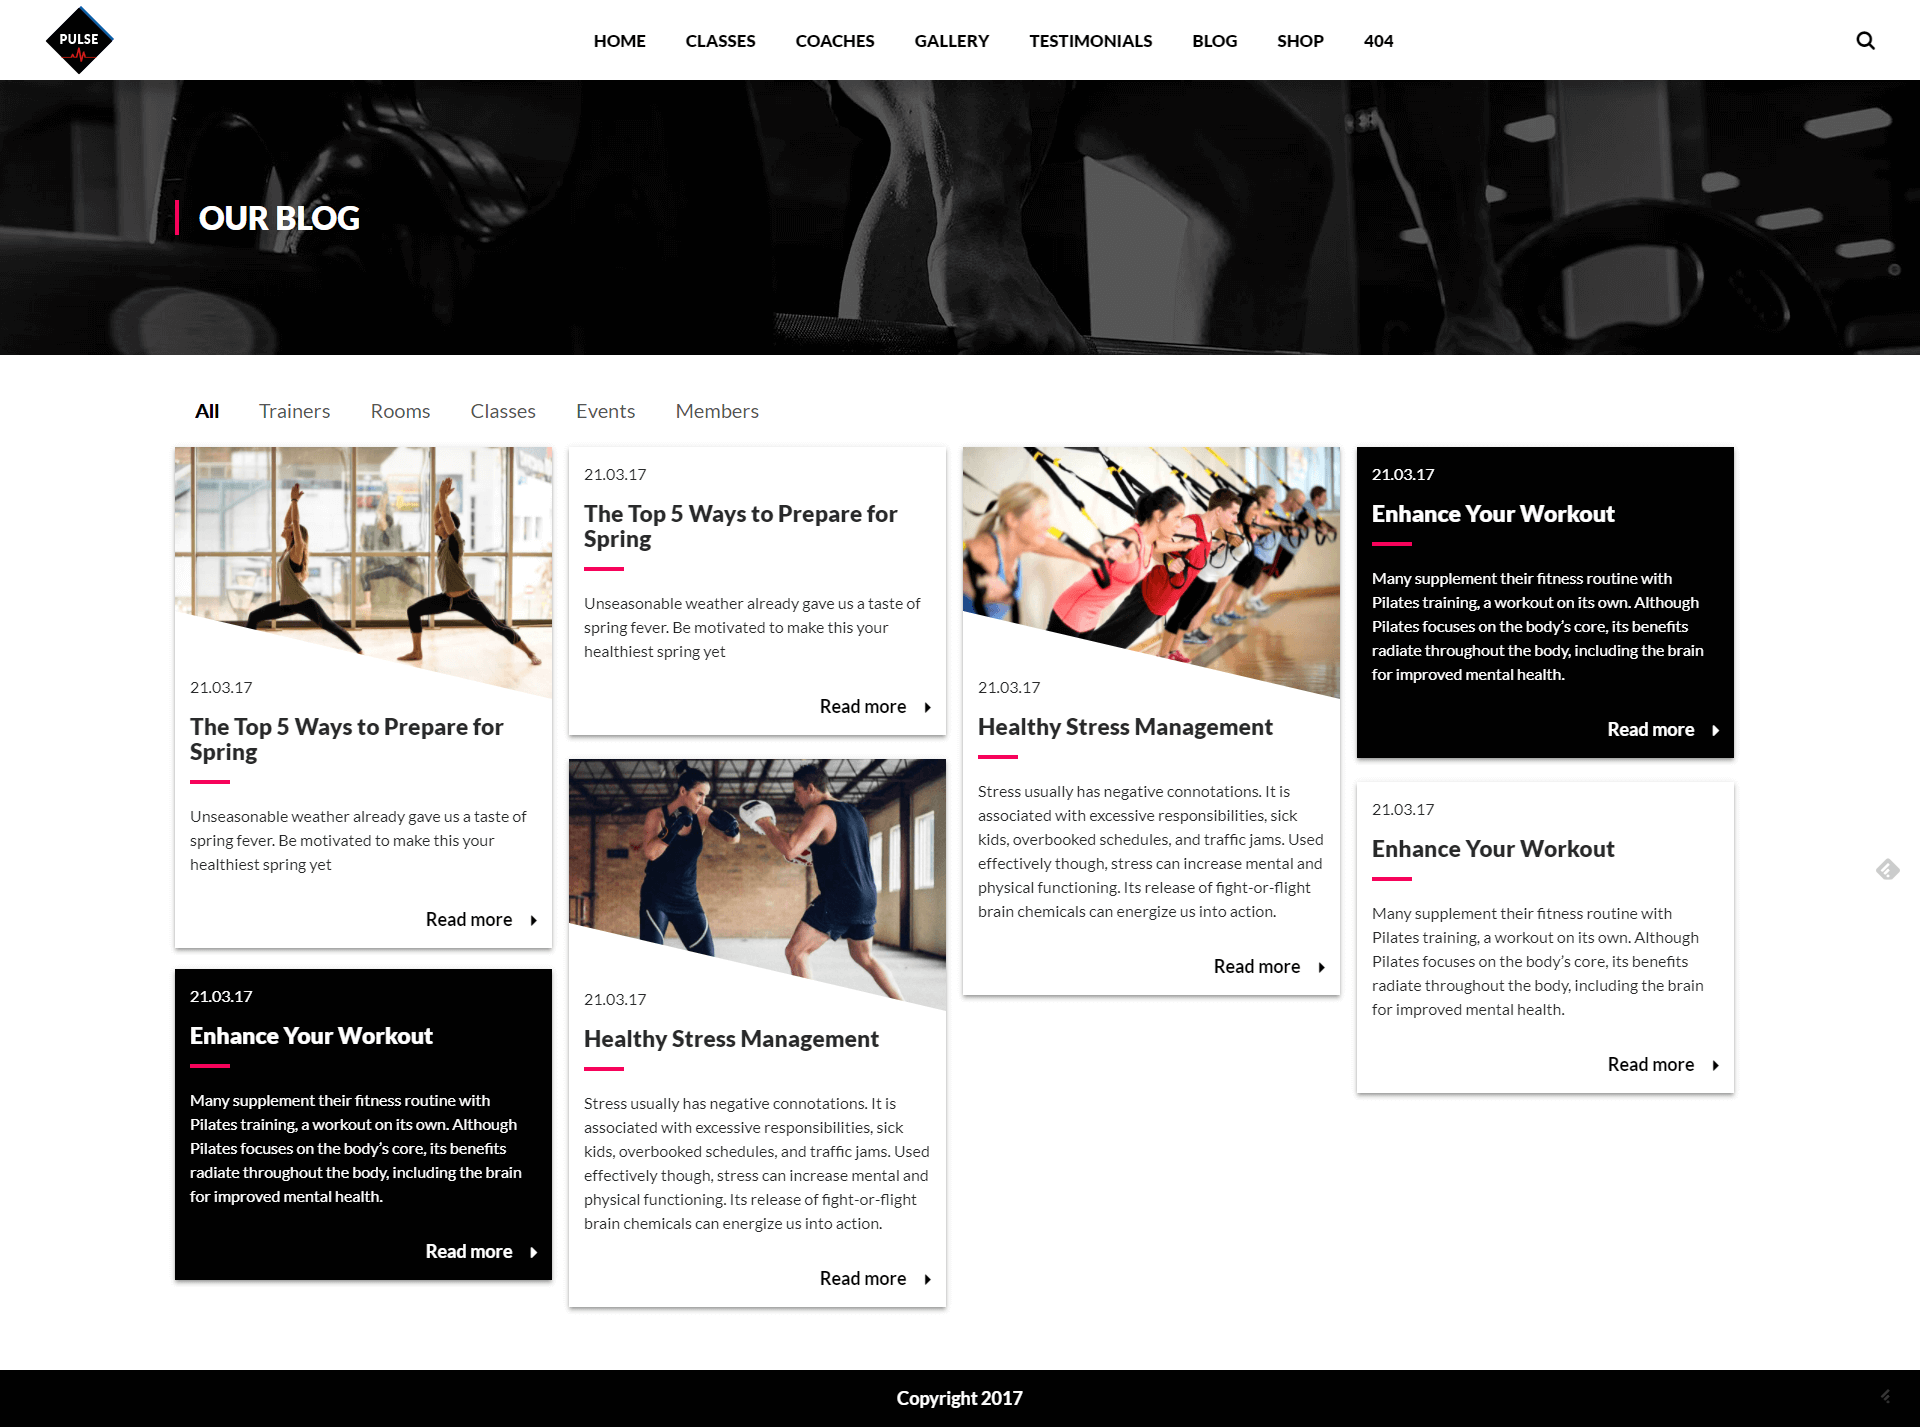 PULSE
HOME CLASSES COACHES GALLERY TESTIMONIALS BLOG SHOP 404
OUR BLOG
All Trainers Rooms Classes Events Members
21.03.17
The Top 5 Ways to Prepare for
Spring
Unseasonable weather already gave us a taste of
spring fever. Be motivated to make this your
healthiest spring yet
Read more
21.03.17
Enhance Your Workout
Many supplement their fitness routine with
Pilates training, a workout on its own. Although
Pilates focuses on the body’s core, its benefits
radiate throughout the body, including the brain
for improved mental health.
Read more
21.03.17
The Top 5 Ways to Prepare for
Spring
Unseasonable weather already gave us a taste of
spring fever. Be motivated to make this your
healthiest spring yet
Read more
21.03.17
Healthy Stress Management
Stress usually has negative connotations. It is
associated with excessive responsibilities, sick
kids, overbooked schedules, and traffic jams. Used
effectively though, stress can increase mental and
physical functioning. Its release of fight-or-flight
brain chemicals can energize us into action.
Read more
21.03.17
Healthy Stress Management
Stress usually has negative connotations. It is
associated with excessive responsibilities, sick
kids, overbooked schedules, and traffic jams. Used
effectively though, stress can increase mental and
physical functioning. Its release of fight-or-flight
brain chemicals can energize us into action.
Read more
21.03.17
Enhance Your Workout
Many supplement their fitness routine with
Pilates training, a workout on its own. Although
Pilates focuses on the body’s core, its benefits
radiate throughout the body, including the brain
for improved mental health.
Read more
21.03.17
Enhance Your Workout
Many supplement their fitness routine with
Pilates training, a workout on its own. Although
Pilates focuses on the body’s core, its benefits
radiate throughout the body, including the brain
for improved mental health.
Read more
Copyright 2017